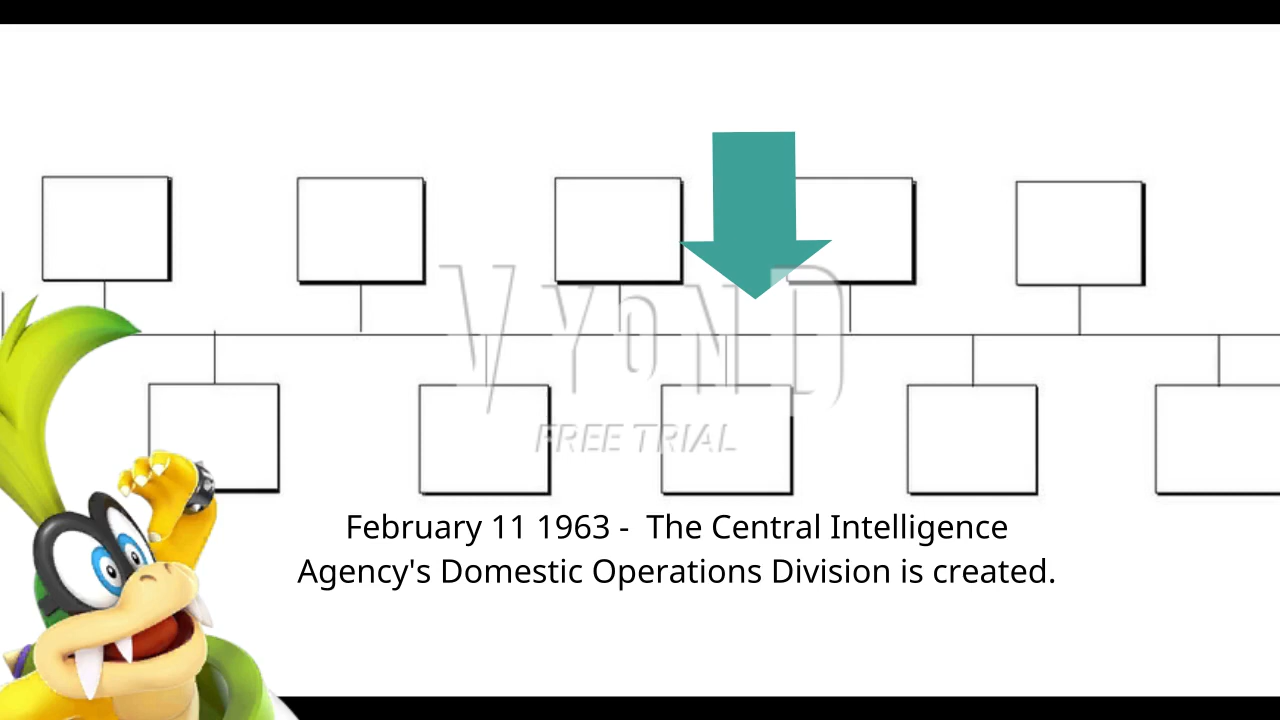 VYOND
FREE TRIAL
February 11 1963 -  The Central Intelligence
Agency's Domestic Operations Division is created.